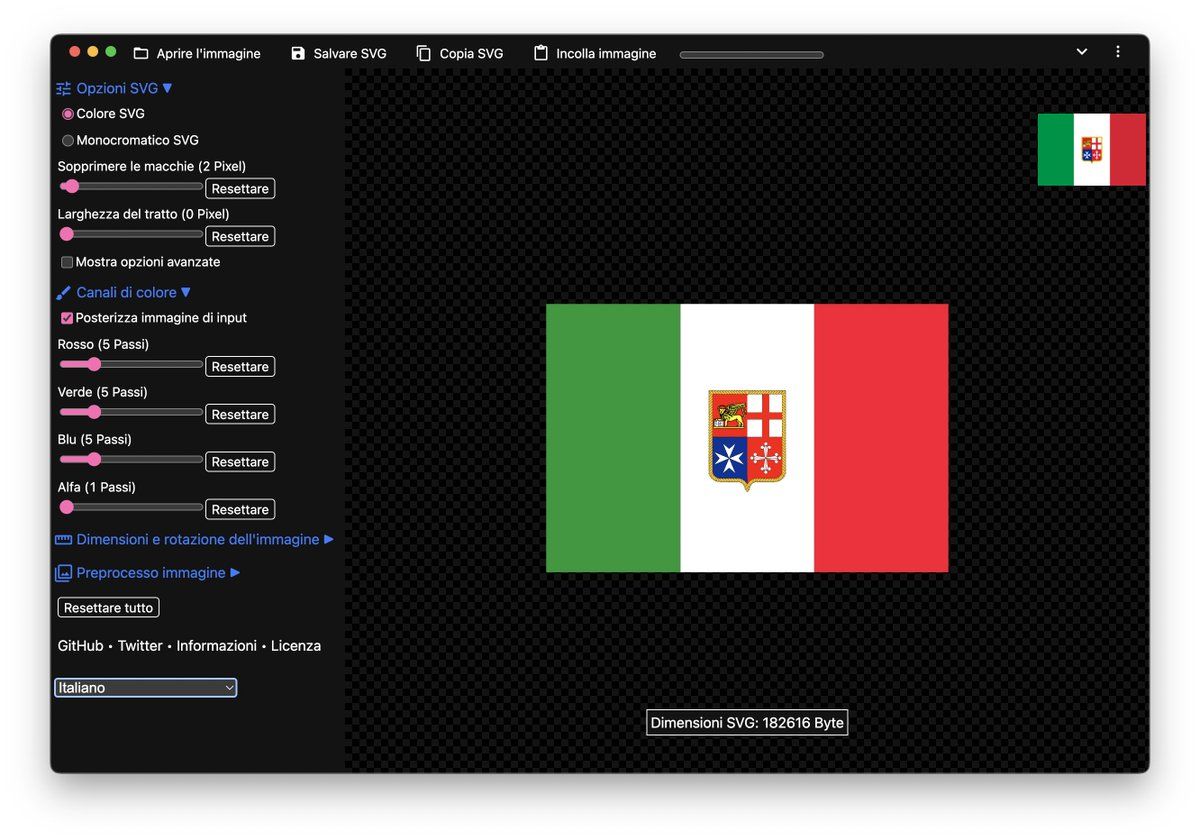 Aprire l'immagine Salvare SVG Copia SVG Incolla immagine
Opzioni SVG ▼
Colore SVG
Monocromatico SVG
Sopprimere le macchie (2 Pixel)
Resettare
Larghezza del tratto (0 Pixel)
Resettare
Mostra opzioni avanzate
Canali di colore ▼
Posterizza immagine di input
Rosso (5 Passi)
Resettare
Verde (5 Passi)
Resettare
Blu (5 Passi)
Resettare
Alfa (1 Passi)
Resettare
Dimensioni e rotazione dell'immagine ▶
Preprocesso immagine ▶
Resettare tutto
GitHub • Twitter • Informazioni • Licenza
Italiano
Dimensioni SVG: 182616 Byte